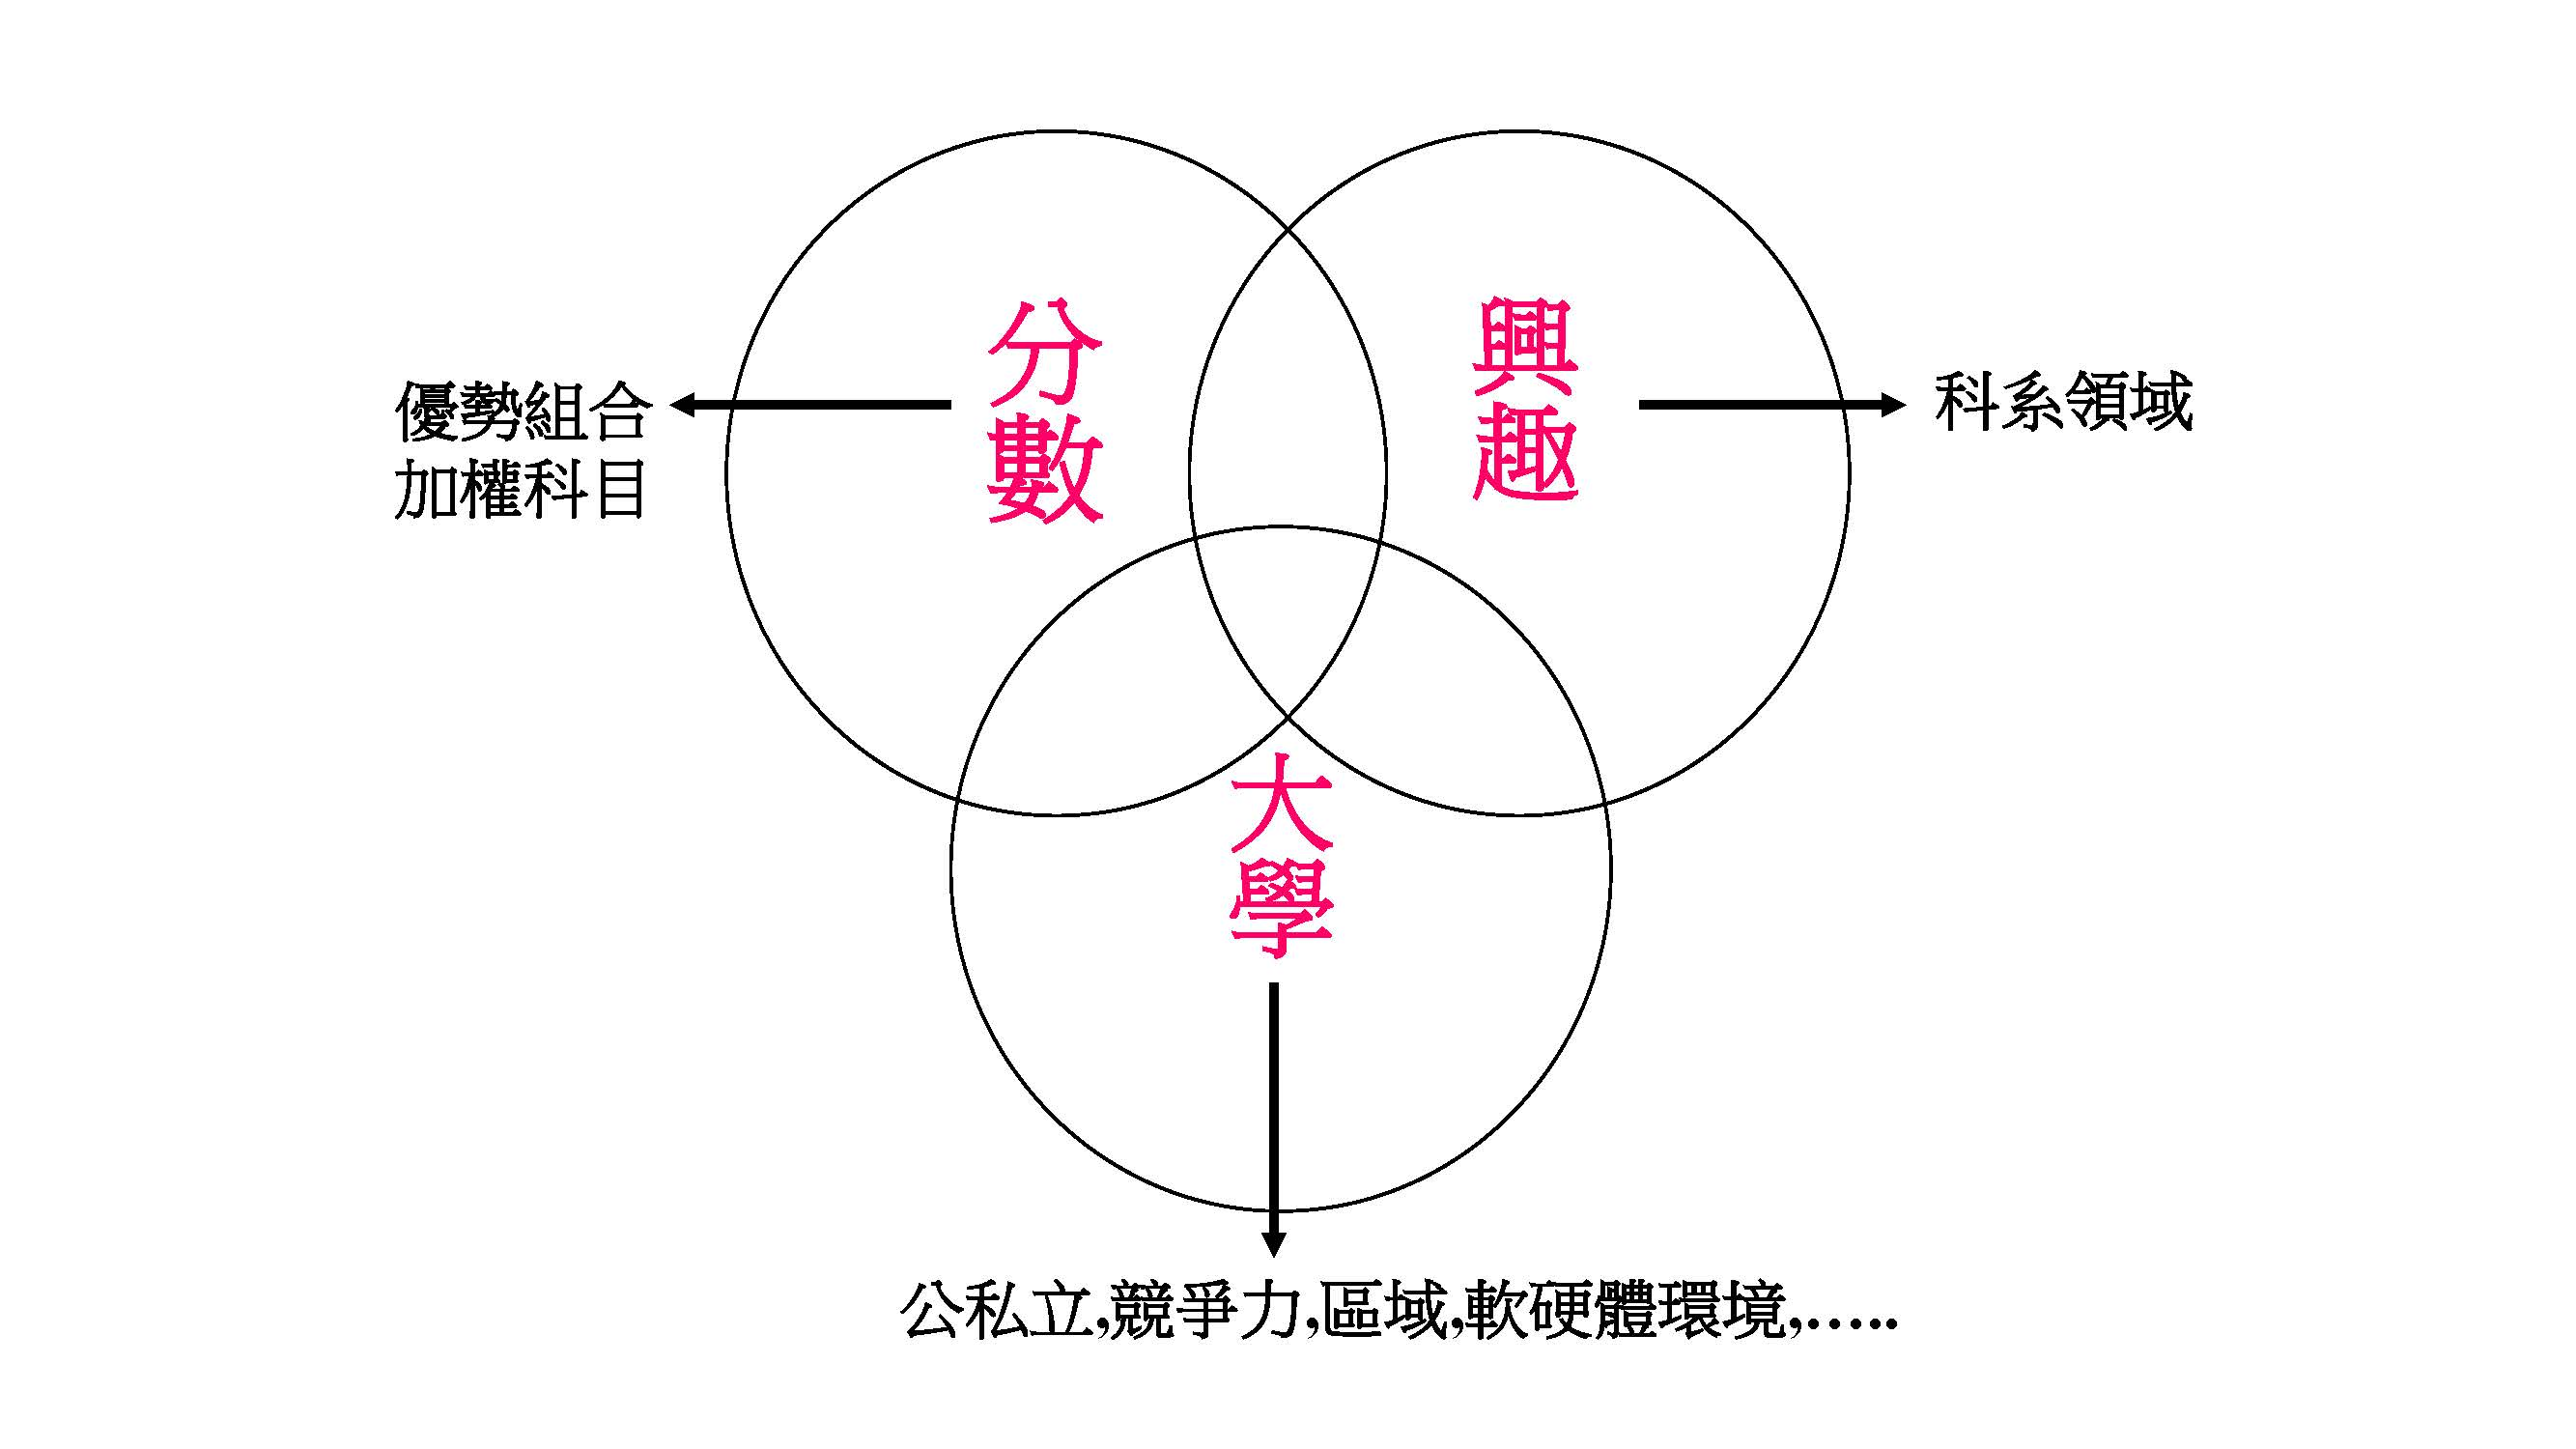 分數
興趣
優勢組合
加權科目
科系領域
大學
公私立,競爭力,區域,軟硬體環境,…..